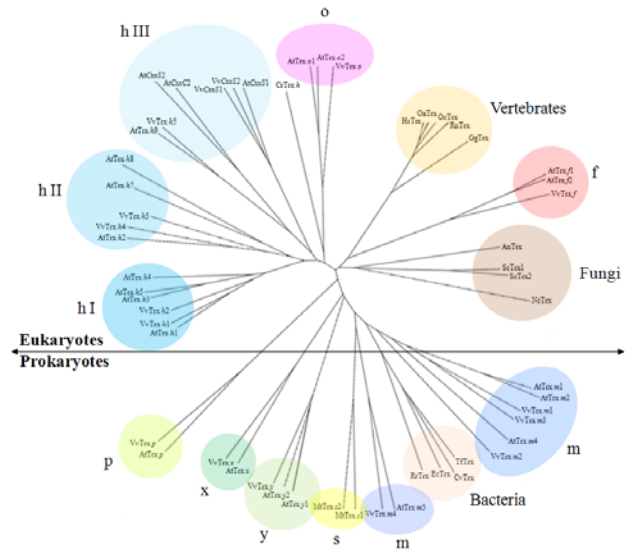 o
h III
AtTrx.o1
AtTrx.o2
VvTrx.o
CrTrx.h
AtCxxS2
AtCxxC2
VvCxxS1
VvCxxS2
AtCxxS1
VvTrx.h5
AtTrx.h9
Vertebrates
HsTrx
OaTrx
OcTrx
RnTrx
GgTrx
f
AtTrx.f1
AtTrx.f2
VvTrx.f
h II
AtTrx.h8
AtTrx.h7
VvTrx.h3
VvTrx.h4
AtTrx.h2
Fungi
AnTrx
ScTrx1
ScTrx2
NcTrx
h I
AtTrx.h4
AtTrx.h5
AtTrx.h3
VvTrx.h2
VvTrx.h1
AtTrx.h1
Eukaryotes
Prokaryotes
p
VvTrx.p
AtTrx.p
x
VvTrx.x
AtTrx.x
y
VvTrx.y
AtTrx.y2
AtTrx.y1
s
MtTrx.s2
MtTrx.s1
m
VvTrx.m4
AtTrx.m3
Bacteria
TfTrx
EcTrx
CvTrx
m
AtTrx.m1
AtTrx.m2
VvTrx.m1
VvTrx.m3
AtTrx.m4
VvTrx.m2